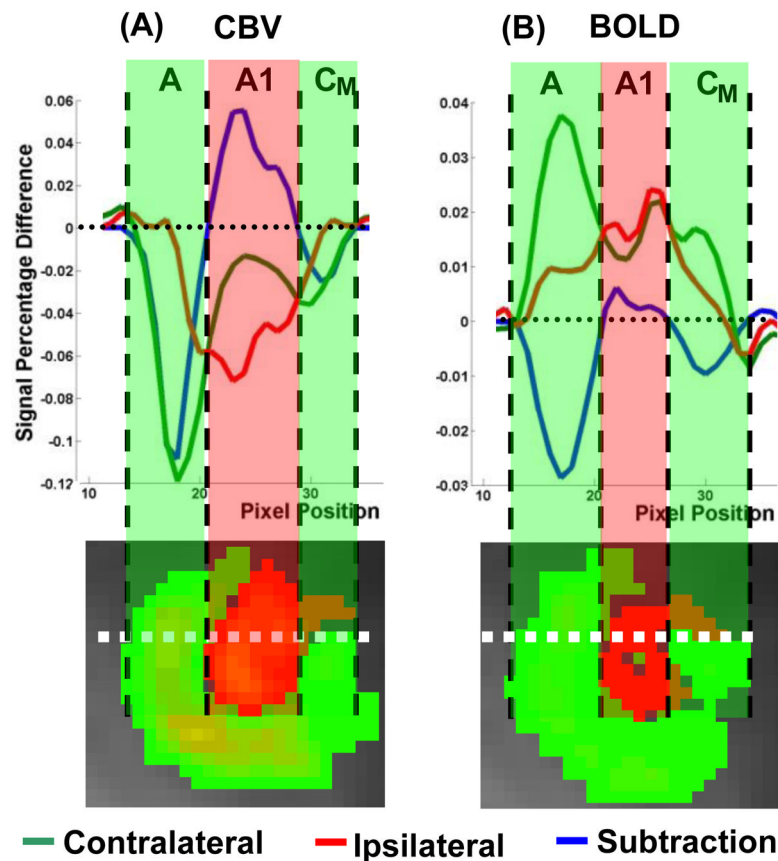 (A) CBV
A A1 CM
0.06
0.04
0.02
0
-0.02
-0.04
-0.06
-0.08
-0.1
-0.12
Signal Percentage Difference
10 20 30
Pixel Position
(B) BOLD
A A1 CM
0.04
0.03
0.02
0.01
0
-0.01
-0.02
-0.03
10 20 30
Pixel Position
Contralateral Ipsilateral Subtraction